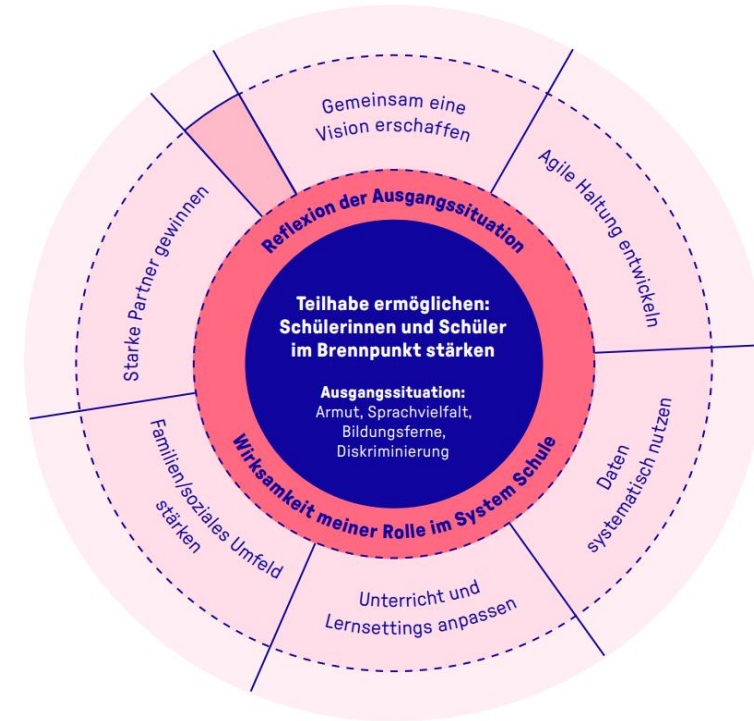 Gemeinsam eine
Vision erschaffen
Agile Haltung entwickeln
Daten
systematisch nutzen
Unterricht und
Lernsettings anpassen
Familien/soziales Umfeld
stärken
Starke Partner gewinnen
Reflexion der Ausgangssituation
Teilhabe ermöglichen:
Schülerinnen und Schüler
im Brennpunkt stärken
Ausgangssituation:
Armut, Sprachvielfalt,
Bildungsferne,
Diskriminierung
Wirksamkeit meiner Rolle im System Schule